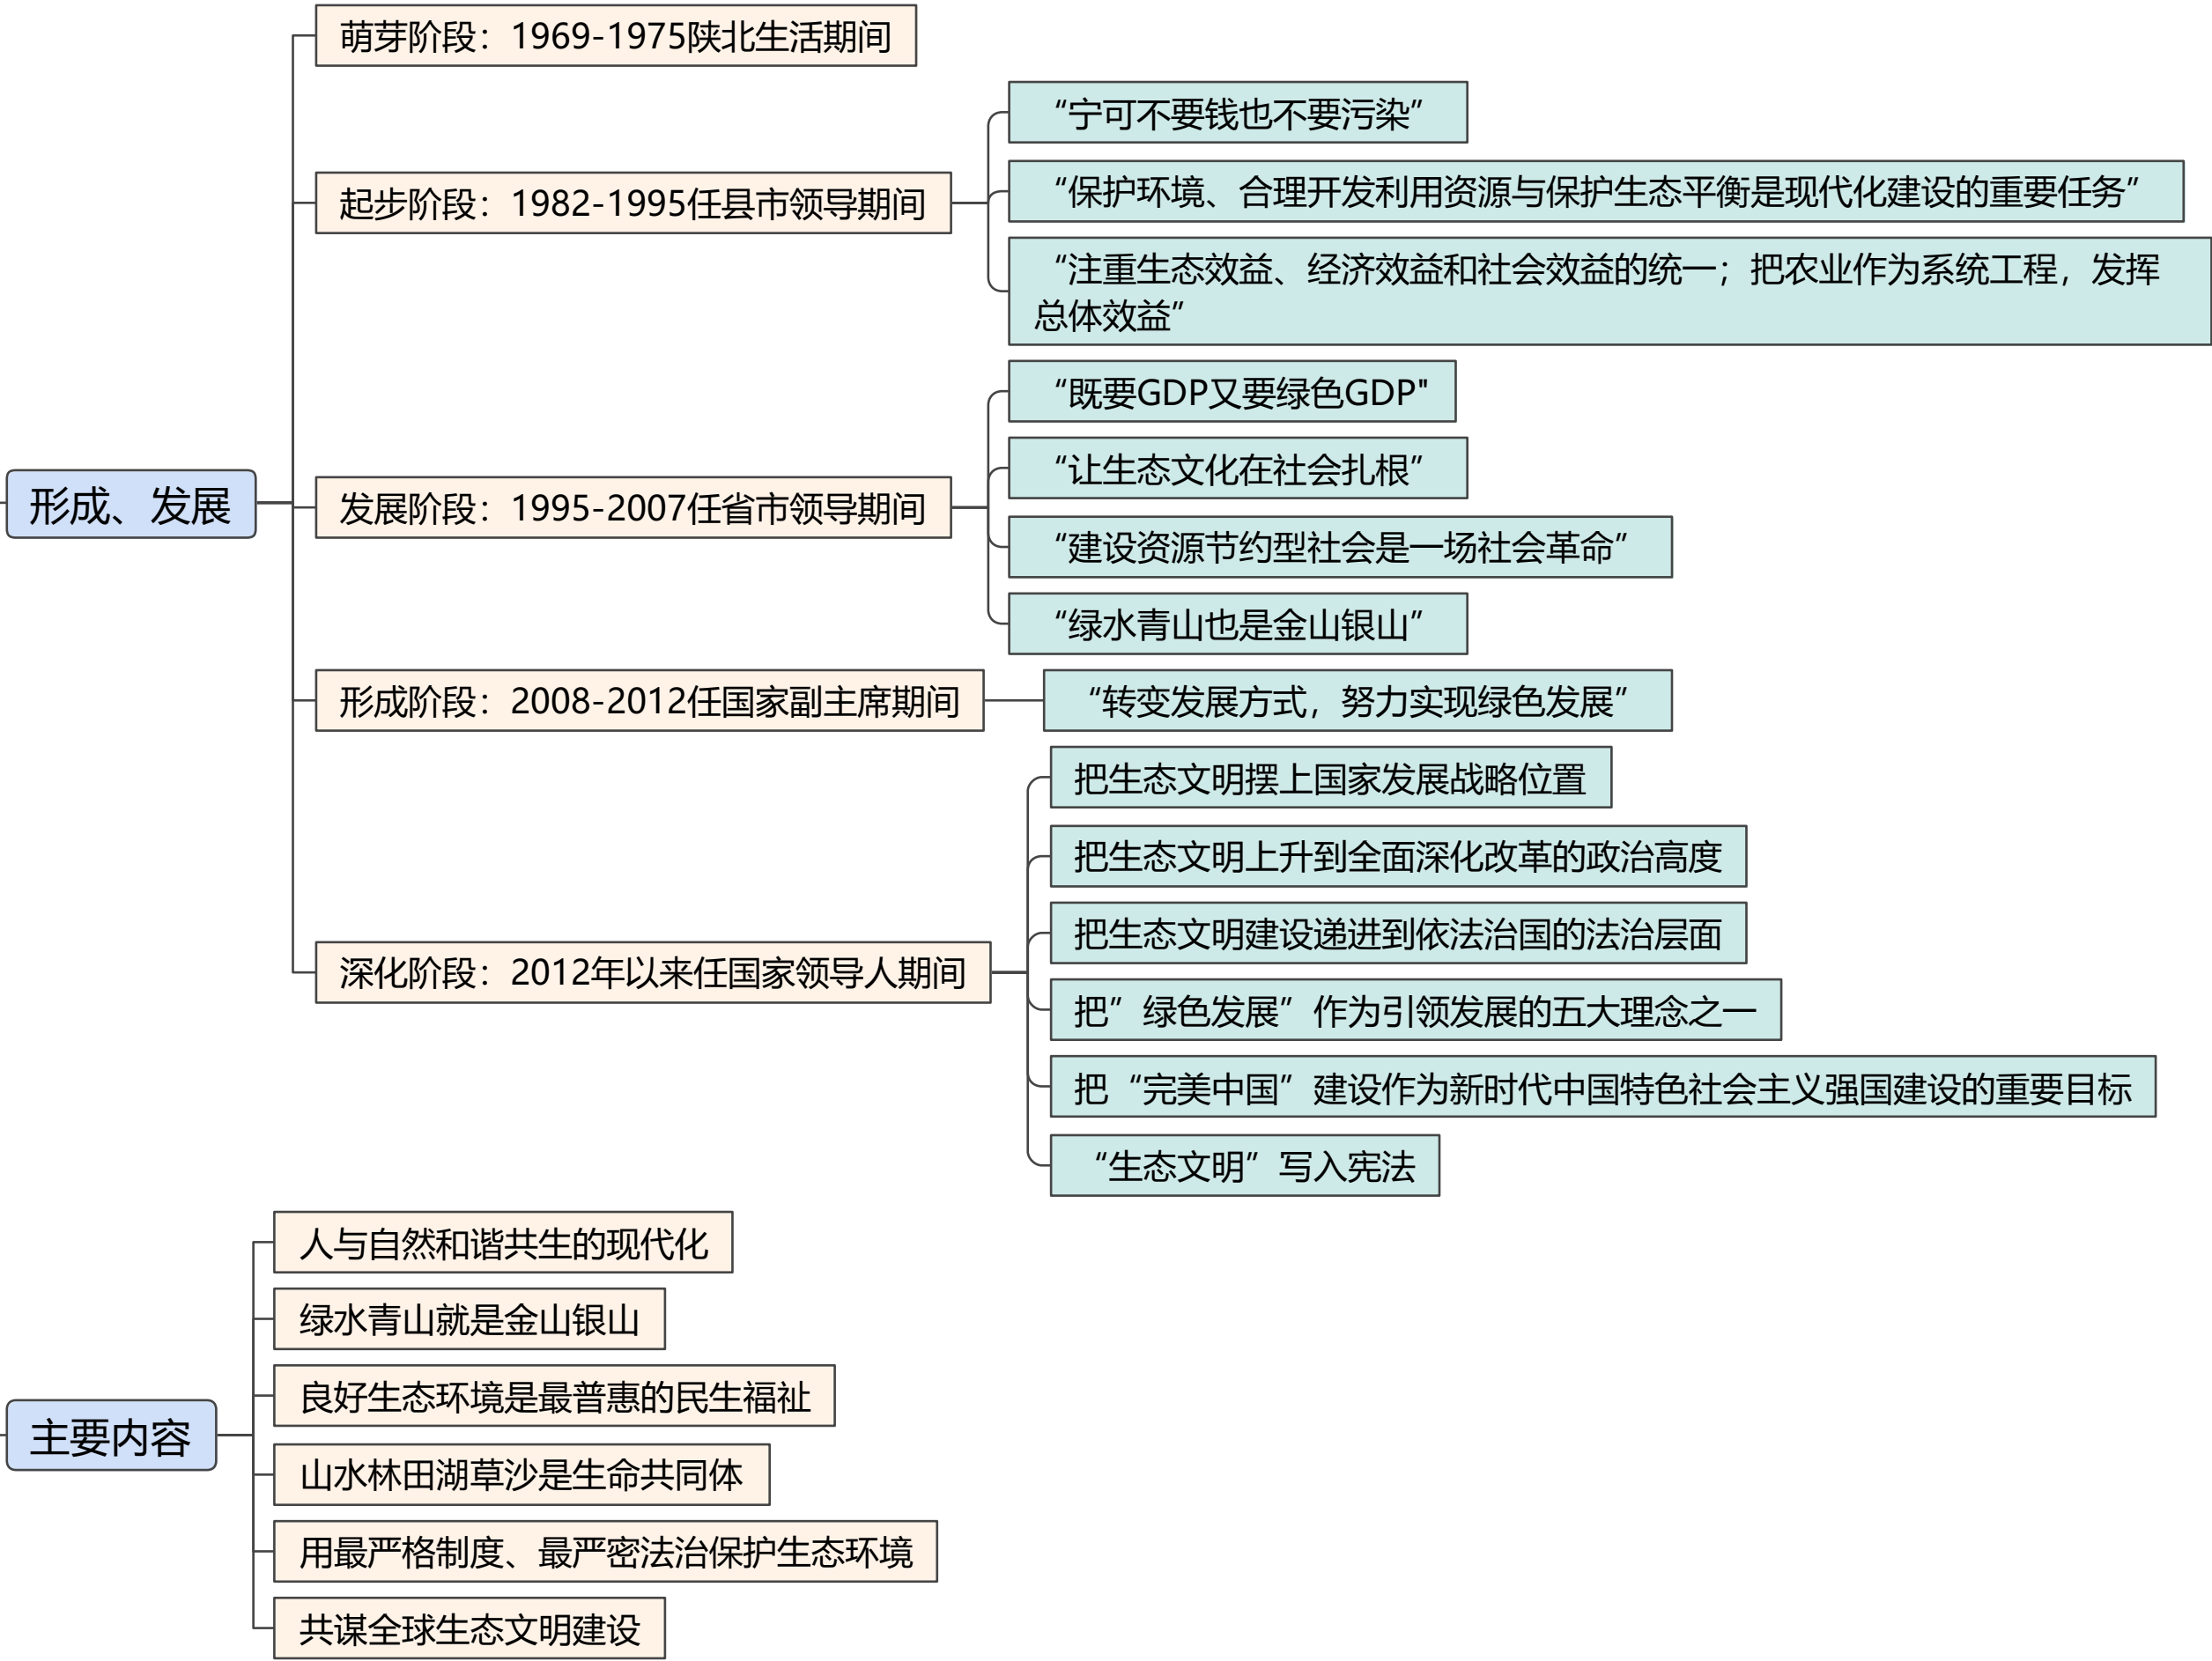 形成、发展
萌芽阶段：1969-1975陕北生活期间
起步阶段：1982-1995任县市领导期间
“宁可不要钱也不要污染”
“保护环境、合理开发利用资源与保护生态平衡是现代化建设的重要任务”
“注重生态效益、经济效益和社会效益的统一；把农业作为系统工程，发挥
总体效益”
发展阶段：1995-2007任省市领导期间
“既要GDP又要绿色GDP"
“让生态文化在社会扎根”
“建设资源节约型社会是一场社会革命”
“绿水青山也是金山银山”
形成阶段：2008-2012任国家副主席期间
“转变发展方式，努力实现绿色发展”
深化阶段：2012年以来任国家领导人期间
把生态文明摆上国家发展战略位置
把生态文明上升到全面深化改革的政治高度
把生态文明建设递进到依法治国的法治层面
把”绿色发展”作为引领发展的五大理念之一
把“完美中国”建设作为新时代中国特色社会主义强国建设的重要目标
“生态文明”写入宪法
主要内容
人与自然和谐共生的现代化
绿水青山就是金山银山
良好生态环境是最普惠的民生福祉
山水林田湖草沙是生命共同体
用最严格制度、最严密法治保护生态环境
共谋全球生态文明建设